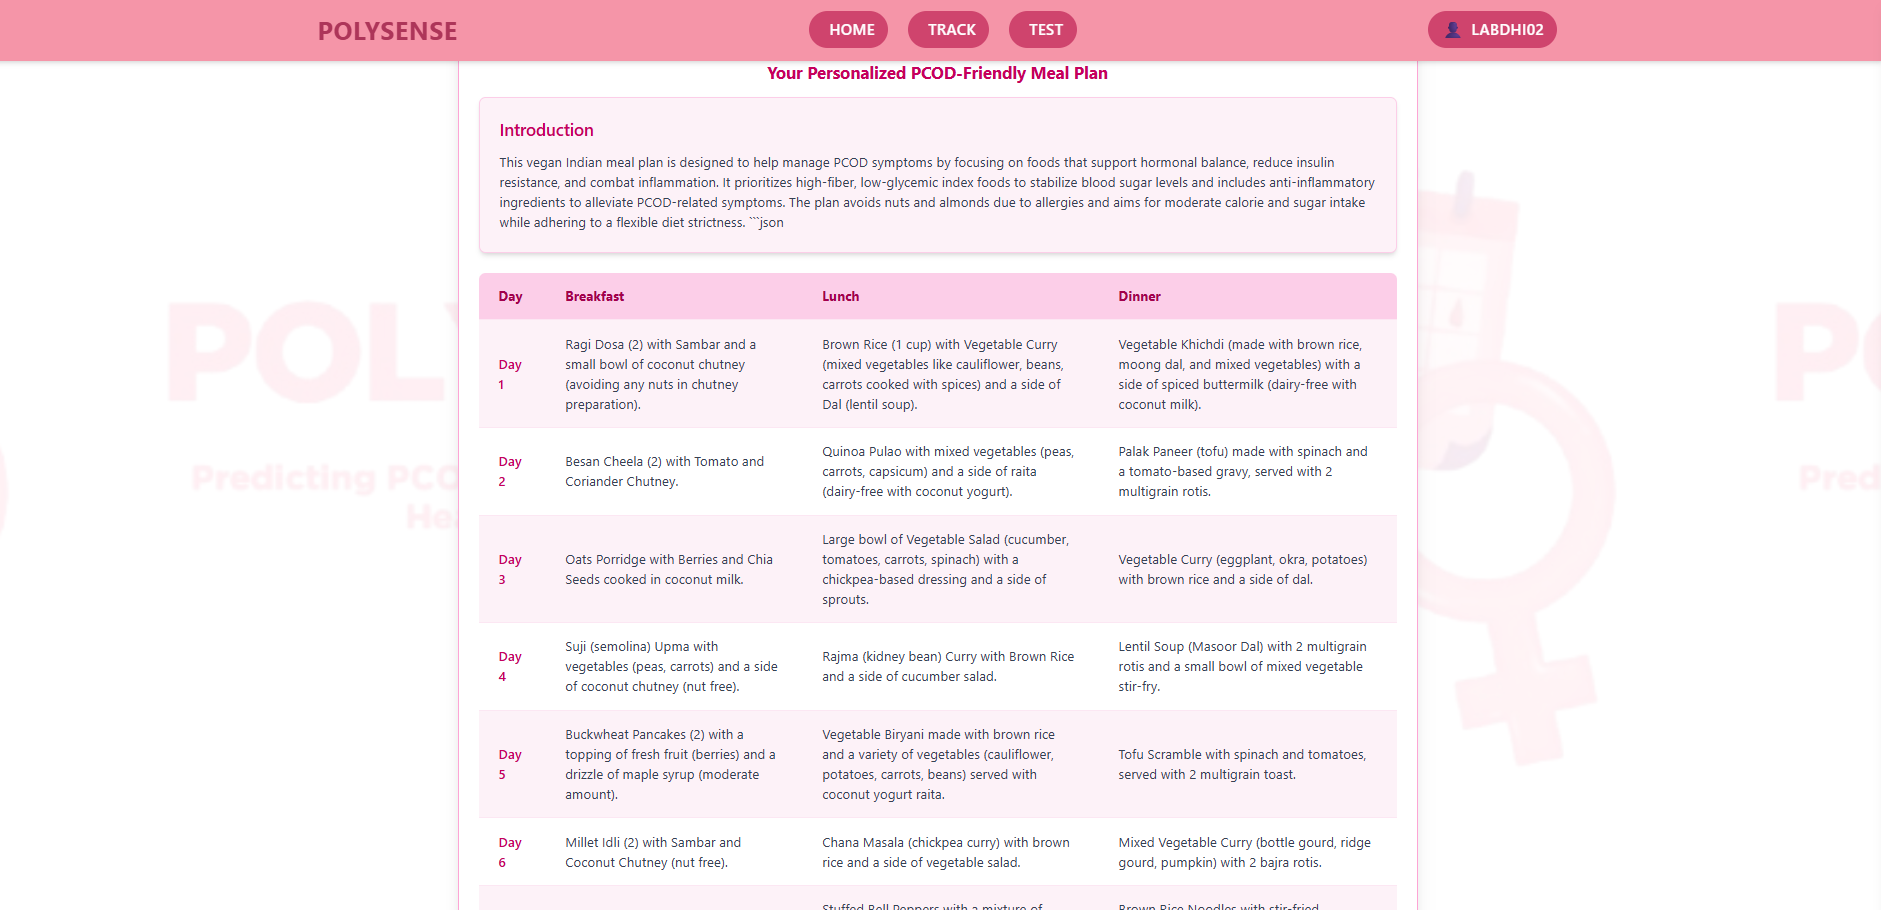 POLYSENSE
HOME
TRACK
TEST
LABDHI02
Your Personalized PCOD-Friendly Meal Plan
Introduction
This vegan Indian meal plan is designed to help manage PCOD symptoms by focusing on foods that support hormonal balance, reduce insulin
resistance, and combat inflammation. It prioritizes high-fiber, low-glycemic index foods to stabilize blood sugar levels and includes anti-inflammatory
ingredients to alleviate PCOD-related symptoms. The plan avoids nuts and almonds due to allergies and aims for moderate calorie and sugar intake
while adhering to a flexible diet strictness. ```json
Day
Breakfast
Lunch
Dinner
Day
1
Ragi Dosa (2) with Sambar and a
small bowl of coconut chutney
(avoiding any nuts in chutney
preparation).
Brown Rice (1 cup) with Vegetable Curry
(mixed vegetables like cauliflower, beans,
carrots cooked with spices) and a side of
Dal (lentil soup).
Vegetable Khichdi (made with brown rice,
moong dal, and mixed vegetables) with a
side of spiced buttermilk (dairy-free with
coconut milk).
Day
2
Besan Cheela (2) with Tomato and
Coriander Chutney.
Quinoa Pulao with mixed vegetables (peas,
carrots, capsicum) and a side of raita
(dairy-free with coconut yogurt).
Palak Paneer (tofu) made with spinach and
a tomato-based gravy, served with 2
multigrain rotis.
Day
3
Oats Porridge with Berries and Chia
Seeds cooked in coconut milk.
Large bowl of Vegetable Salad (cucumber,
tomatoes, carrots, spinach) with a
chickpea-based dressing and a side of
sprouts.
Vegetable Curry (eggplant, okra, potatoes)
with brown rice and a side of dal.
Day
4
Suji (semolina) Upma with
vegetables (peas, carrots) and a side
of coconut chutney (nut free).
Rajma (kidney bean) Curry with Brown Rice
and a side of cucumber salad.
Lentil Soup (Masoor Dal) with 2 multigrain
rotis and a small bowl of mixed vegetable
stir-fry.
Day
5
Buckwheat Pancakes (2) with a
topping of fresh fruit (berries) and a
drizzle of maple syrup (moderate
amount).
Vegetable Biryani made with brown rice
and a variety of vegetables (cauliflower,
potatoes, carrots, beans) served with
coconut yogurt raita.
Tofu Scramble with spinach and tomatoes,
served with 2 multigrain toast.
Day
6
Millet Idli (2) with Sambar and
Coconut Chutney (nut free).
Chana Masala (chickpea curry) with brown
rice and a side of vegetable salad.
Mixed Vegetable Curry (bottle gourd, ridge
gourd, pumpkin) with 2 bajra rotis.
Stuffed Bell Peppers with a mixture of
Brown Rice Noodles with stir-fried
POLY
Predicting PCO
He
PO
Pred